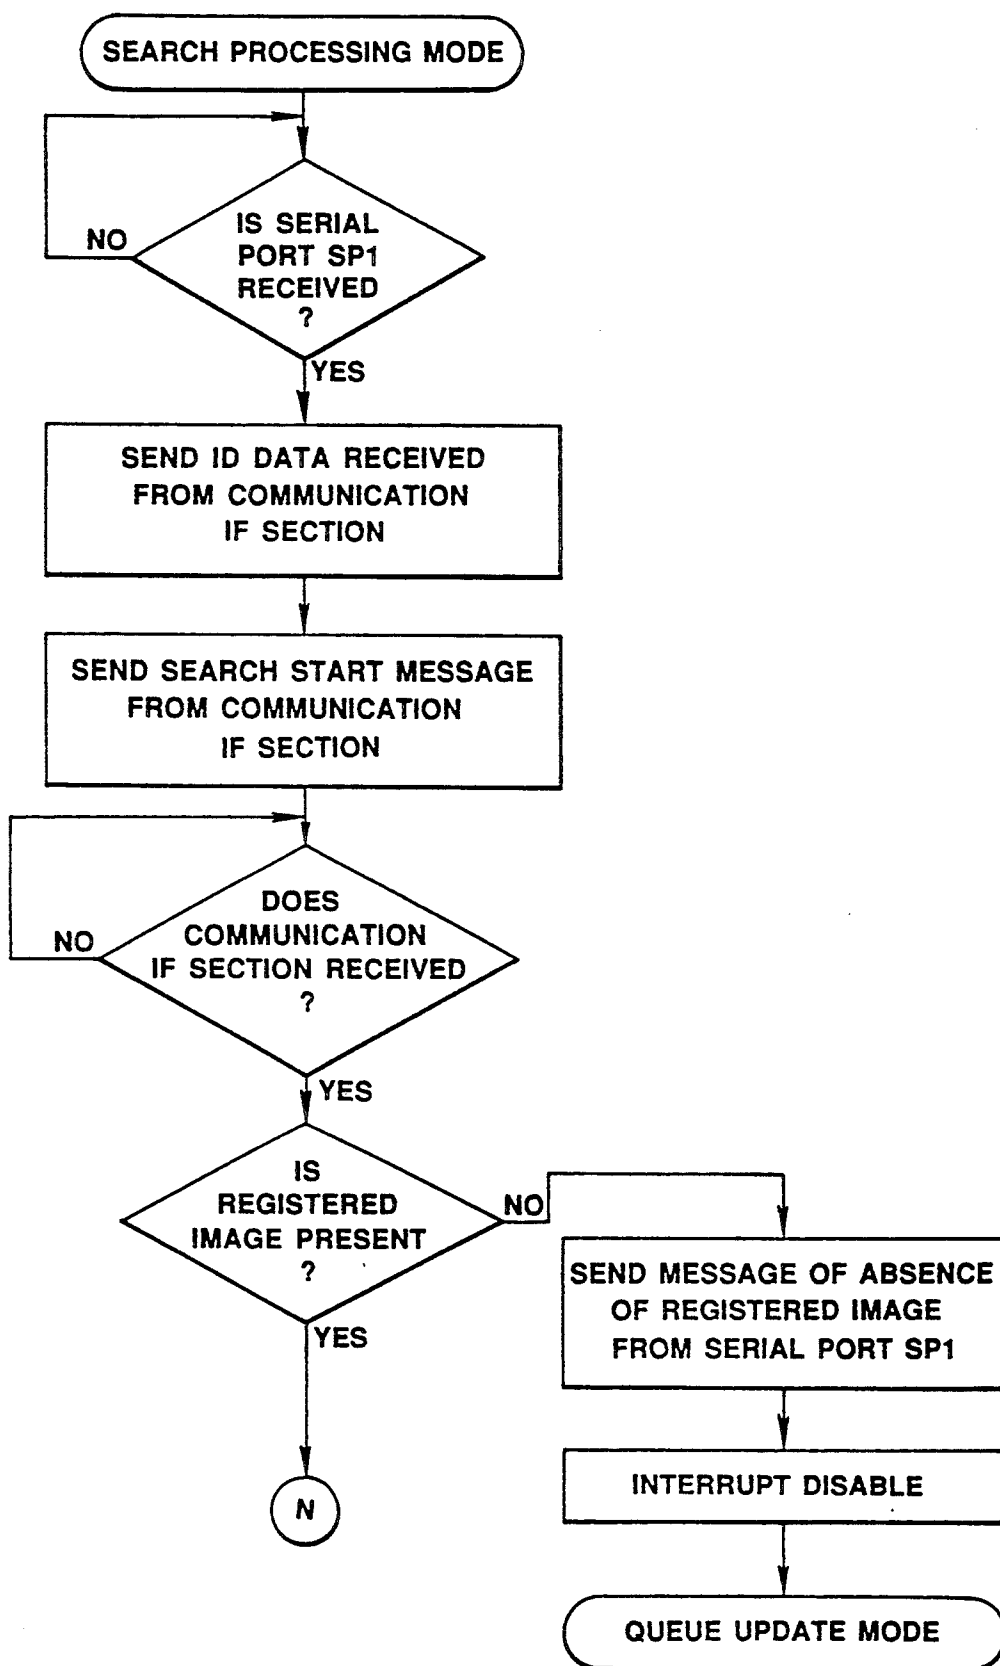 SEARCH PROCESSING MODE
IS SERIAL
PORT SP1
RECEIVED
?
NO
YES
SEND ID DATA RECEIVED
FROM COMMUNICATION
IF SECTION
SEND SEARCH START MESSAGE
FROM COMMUNICATION
IF SECTION
DOES
COMMUNICATION
IF SECTION RECEIVED
?
NO
YES
IS
REGISTERED
IMAGE PRESENT
?
NO
YES
N
SEND MESSAGE OF ABSENCE
OF REGISTERED IMAGE
FROM SERIAL PORT SP1
INTERRUPT DISABLE
QUEUE UPDATE MODE